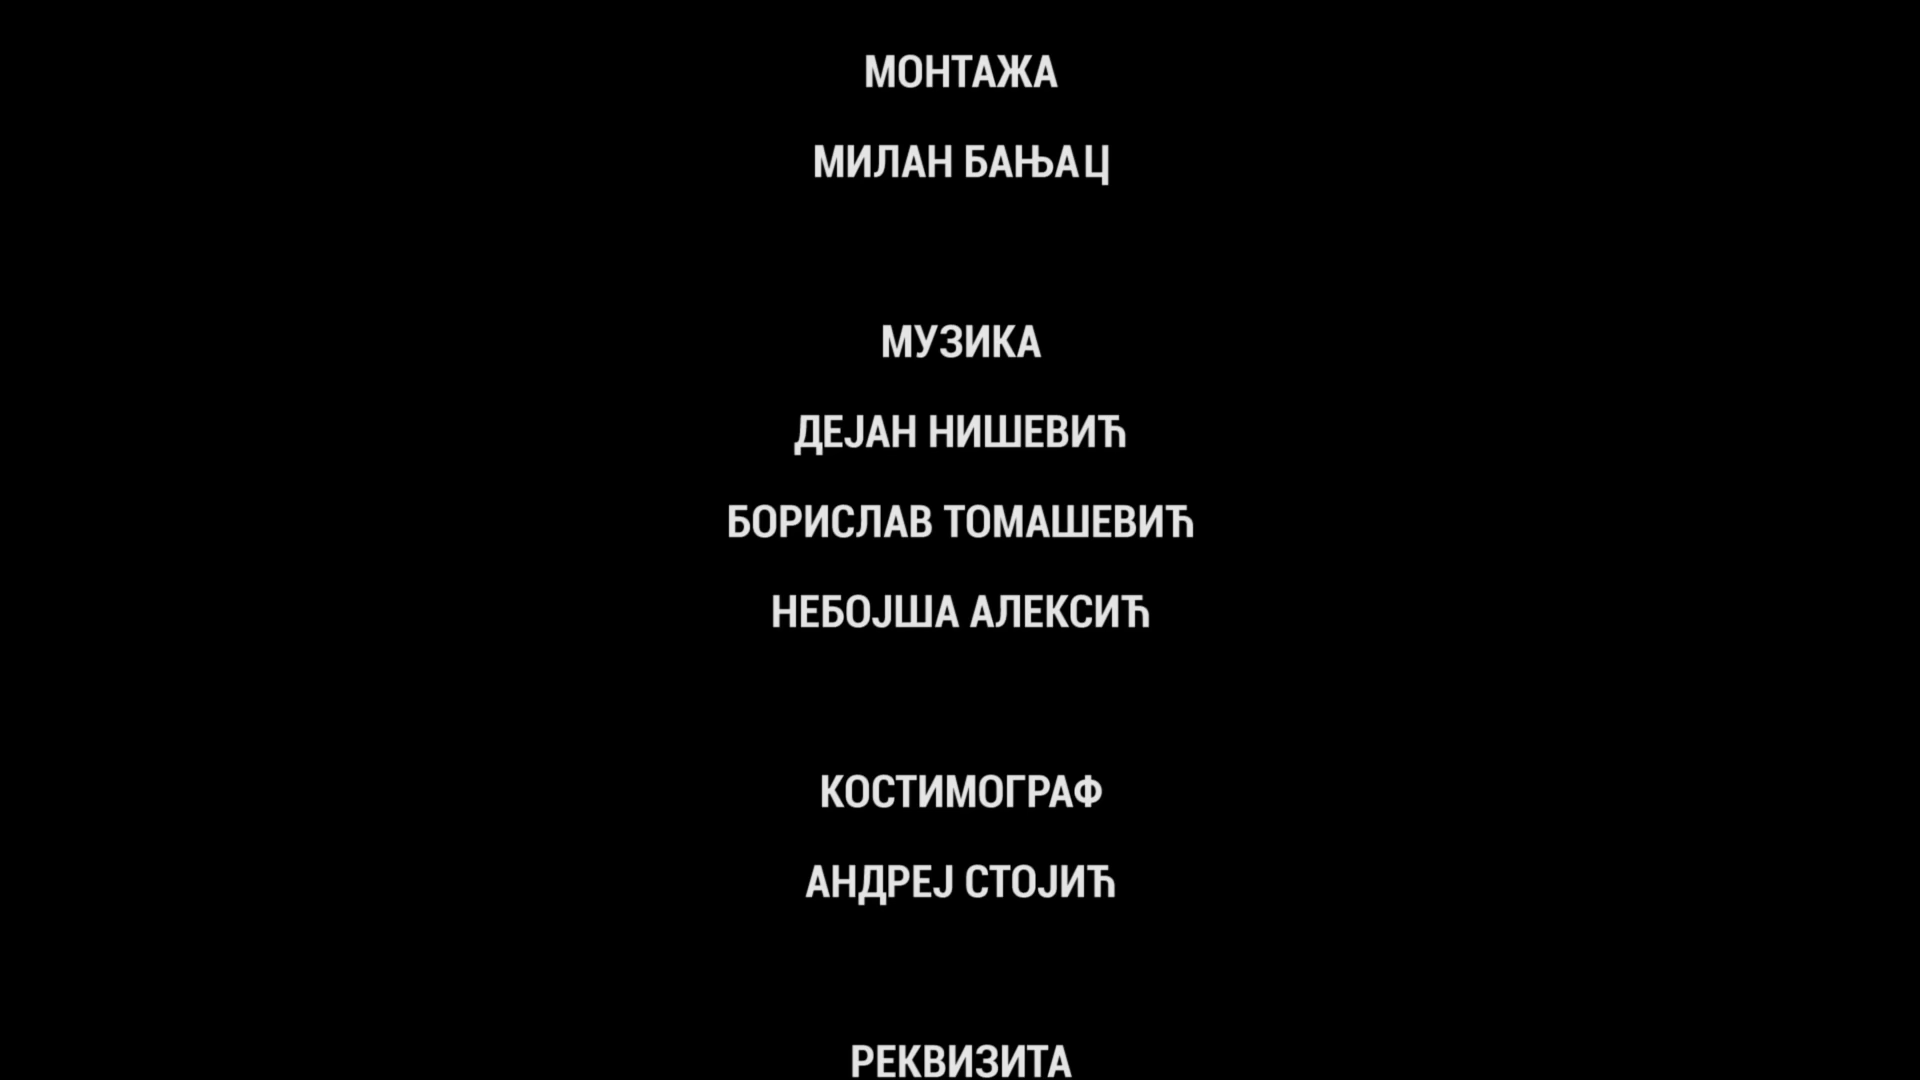 МОНТАЖА
МИЛАН БАЊАЦ
МУЗИКА
ДЕЈАН НИШЕВИЋ
БОРИСЛАВ ТОМАШЕВИЋ
НЕБОЈША АЛЕКСИЋ
КОСТИМОГРАФ
АНДРЕЈ СТОЈИЋ
РЕКВИЗИТА